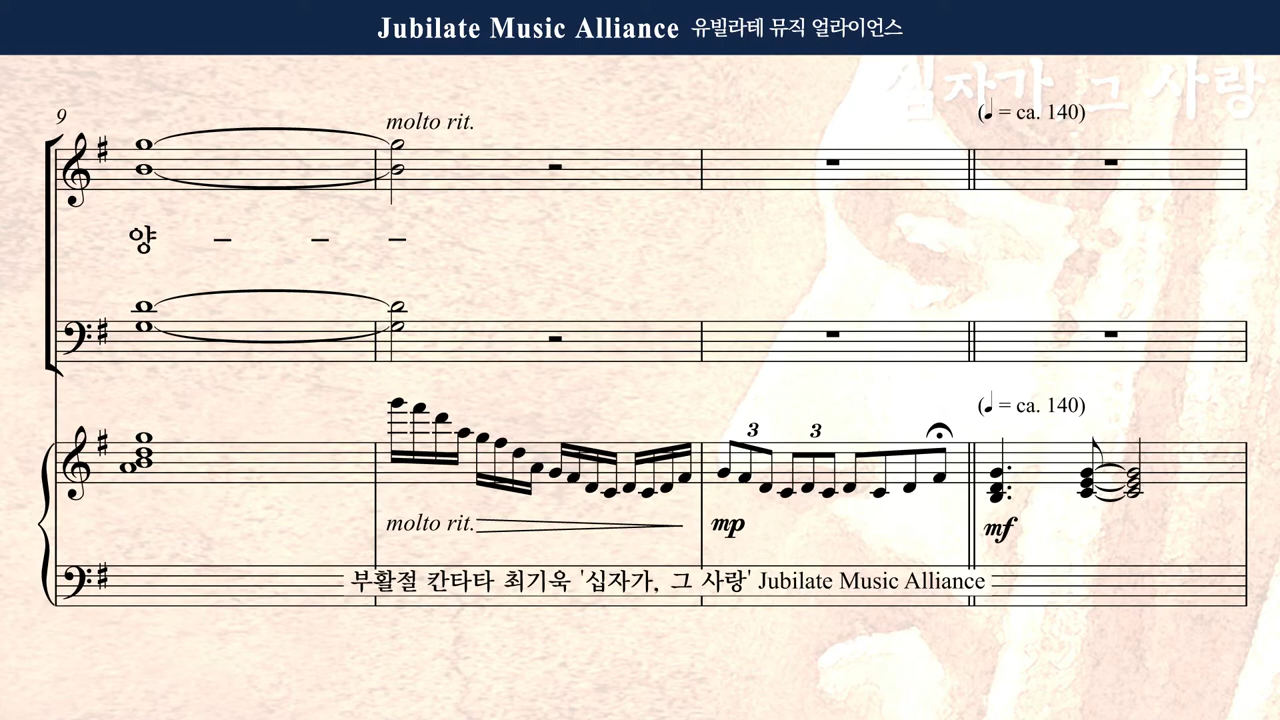 Jubilate Music Alliance 유빌라테 뮤직 얼라이언스
십자가 그 사랑
9
molto rit.
(♩ = ca. 140)
양 – – –
(♩ = ca. 140)
3 3
molto rit. mp mf
부활절 칸타타 최기욱 '십자가, 그 사랑' Jubilate Music Alliance